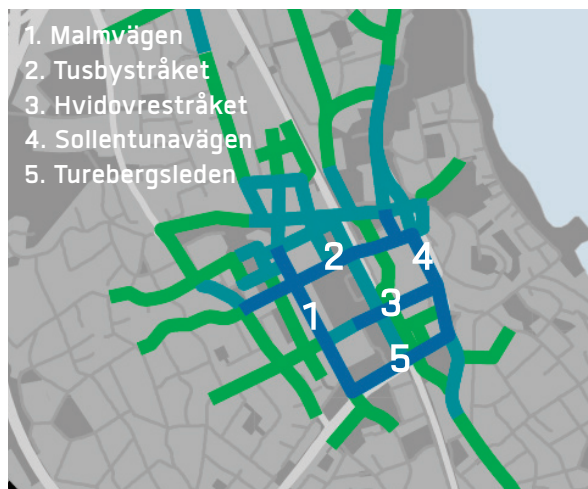 1. Malmvägen
2. Tusbystråket
3. Hvidovrestråket
4. Sollentunavägen
5. Turebergsleden
2
4
3
1
5